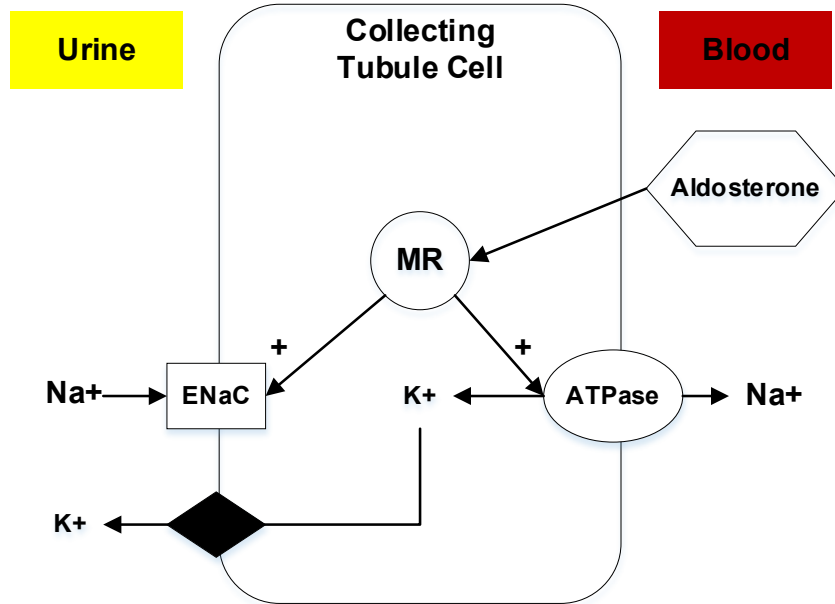 Urine
Collecting
Tubule Cell
Blood
Aldosterone
MR
+
+
Na+
ENaC
K+
ATPase
Na+
K+